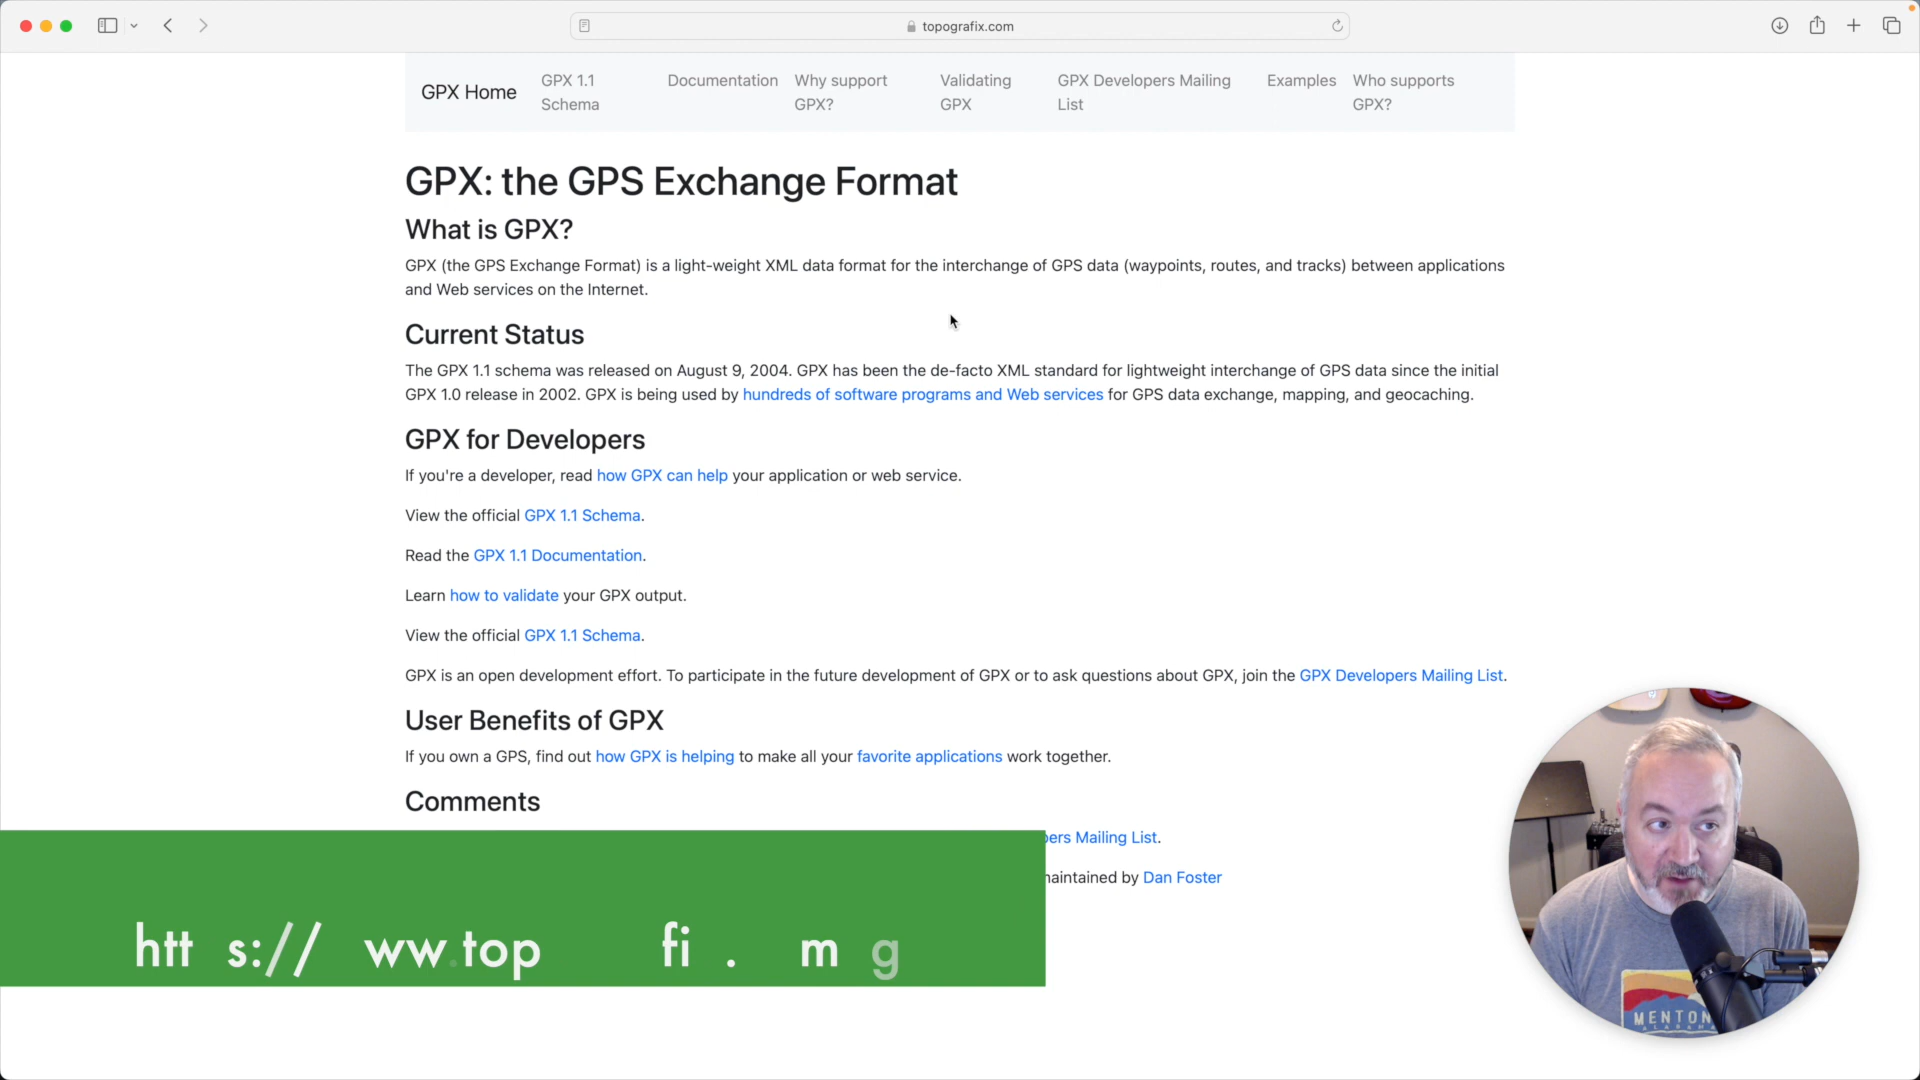 topografix.com
GPX Home
GPX 1.1
Schema
Documentation
Why support
GPX?
Validating
GPX
GPX Developers Mailing
List
Examples
Who supports
GPX?
GPX: the GPS Exchange Format
What is GPX?
GPX (the GPS Exchange Format) is a light-weight XML data format for the interchange of GPS data (waypoints, routes, and tracks) between applications
and Web services on the Internet.
Current Status
The GPX 1.1 schema was released on August 9, 2004. GPX has been the de-facto XML standard for lightweight interchange of GPS data since the initial
GPX 1.0 release in 2002. GPX is being used by hundreds of software programs and Web services for GPS data exchange, mapping, and geocaching.
GPX for Developers
If you're a developer, read how GPX can help your application or web service.
View the official GPX 1.1 Schema.
Read the GPX 1.1 Documentation.
Learn how to validate your GPX output.
View the official GPX 1.1 Schema.
GPX is an open development effort. To participate in the future development of GPX or to ask questions about GPX, join the GPX Developers Mailing List.
User Benefits of GPX
If you own a GPS, find out how GPX is helping to make all your favorite applications work together.
Comments
Mailing List.
maintained by Dan Foster
htt s:// ww.top fi . m g
MENTON
ALABAMA